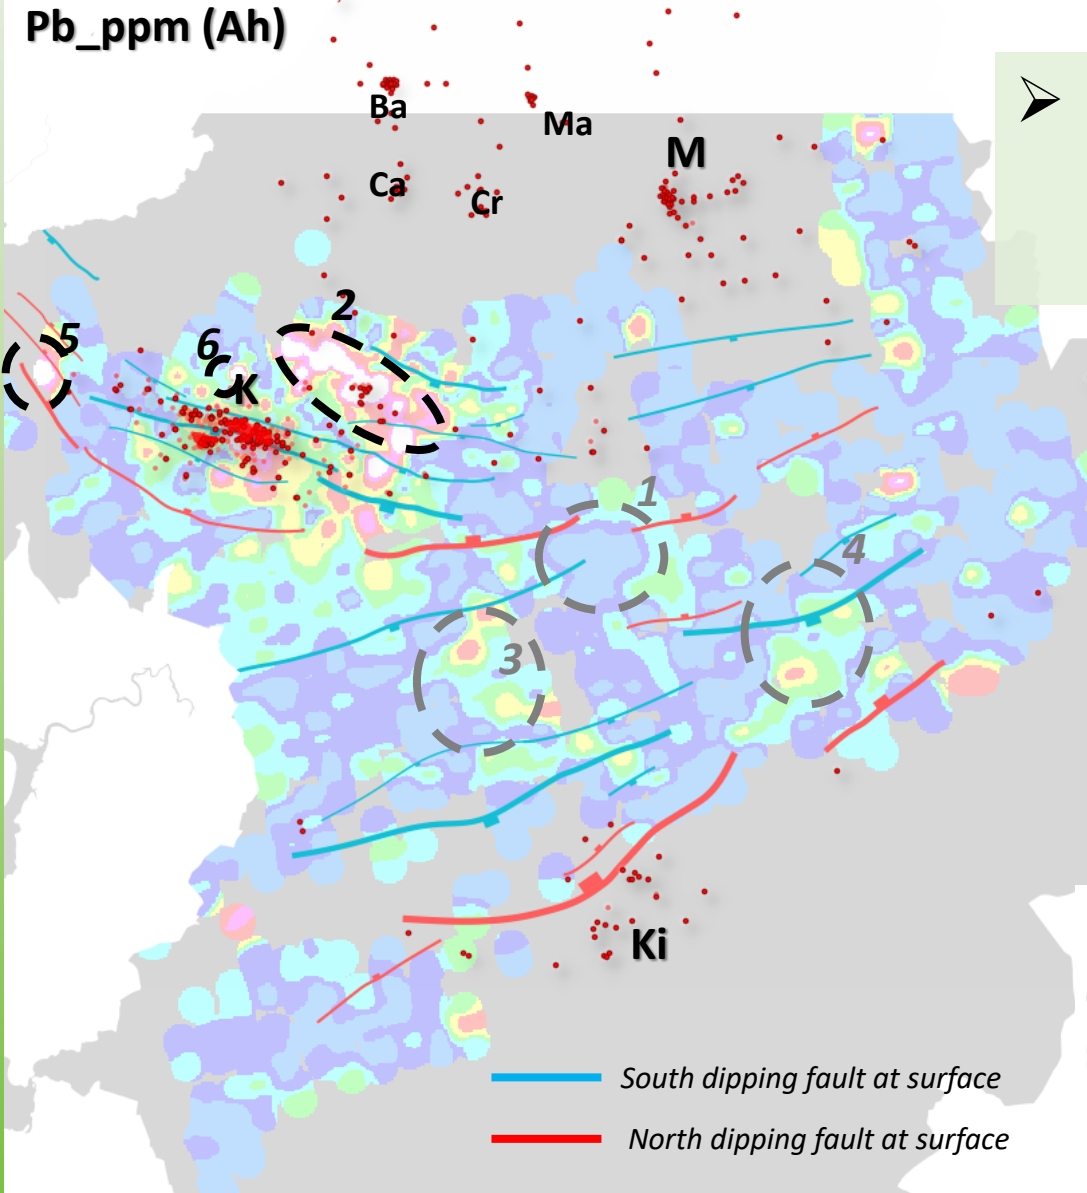 Pb_ppm (Ah)
Ba
Ma
M
Ca
Cr
2
5
6
K
1
4
3
Ki
South dipping fault at surface
North dipping fault at surface